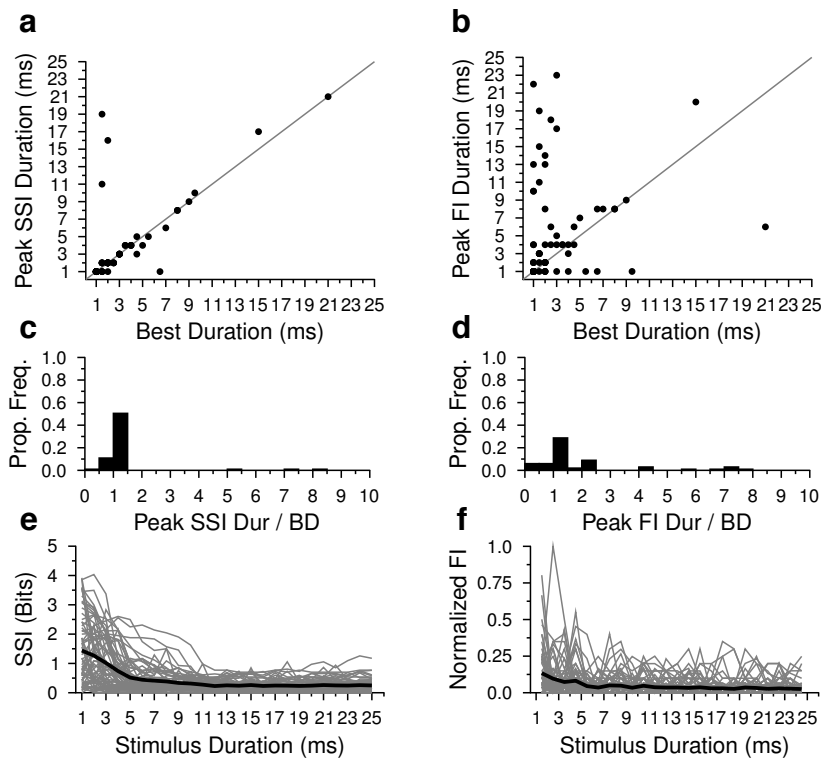 a
Peak SSI Duration (ms)
25
23
21
19
17
15
13
11
9
7
5
3
1
1 3 5 7 9 11 13 15 17 19 21 23 25
Best Duration (ms)
b
Peak FI Duration (ms)
25
23
21
19
17
15
13
11
9
7
5
3
1
1 3 5 7 9 11 13 15 17 19 21 23 25
Best Duration (ms)
c
Prop. Freq.
1.0
0.8
0.6
0.4
0.2
0.0
0 1 2 3 4 5 6 7 8 9 10
Peak SSI Dur / BD
d
Prop. Freq.
1.0
0.8
0.6
0.4
0.2
0.0
0 1 2 3 4 5 6 7 8 9 10
Peak FI Dur / BD
e
SSI (Bits)
5
4
3
2
1
0
1 3 5 7 9 11 13 15 17 19 21 23 25
Stimulus Duration (ms)
f
Normalized FI
1.0
0.75
0.50
0.25
0.0
1 3 5 7 9 11 13 15 17 19 21 23 25
Stimulus Duration (ms)